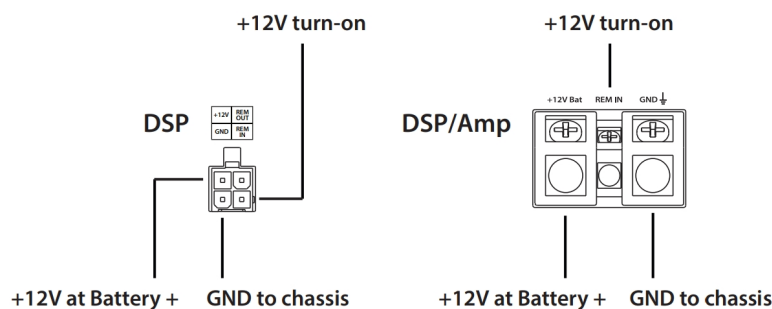 +12V turn-on
+12V turn-on
DSP
+12V
REM OUT
GND
REM IN
DSP/Amp
+12V Bat
REM IN
GND ⏚
+12V at Battery +
GND to chassis
+12V at Battery +
GND to chassis